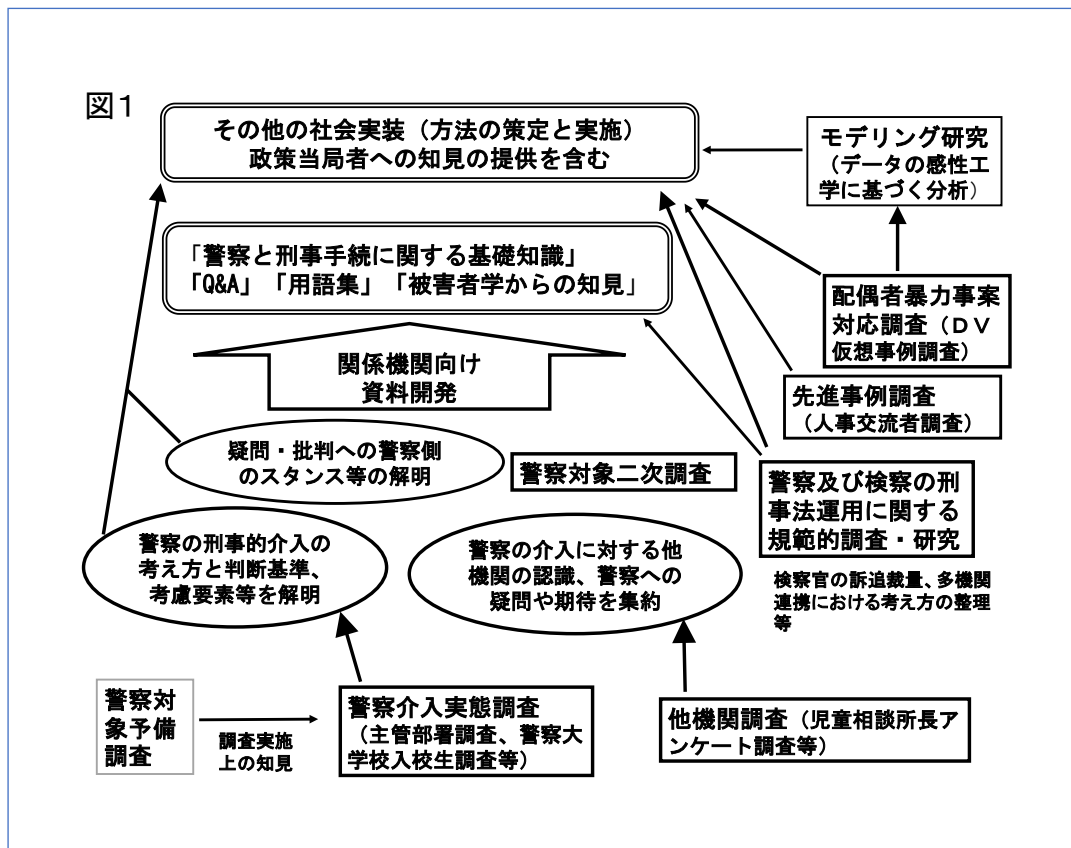 図1
その他の社会実装（方法の策定と実施）
政策当局者への知見の提供を含む
モデリング研究
（データの感性工
学に基づく分析）
「警察と刑事手続に関する基礎知識」
「Q&A」「用語集」「被害者学からの知見」
配偶者暴力事案
対応調査（ＤＶ
仮想事例調査）
関係機関向け
資料開発
先進事例調査
（人事交流者調査）
疑問・批判への警察側
のスタンス等の解明
警察対象二次調査
警察及び検察の刑
事法運用に関する
規範的調査・研究
警察の刑事的介入の
考え方と判断基準、
考慮要素等を解明
警察の介入に対する他
機関の認識、警察への
疑問や期待を集約
検察官の訴追裁量、多機関
連携における考え方の整理
等
警察対
象予備
調査
調査実施
上の知見
警察介入実態調査
（主管部署調査、警察大
学校入校生調査等）
他機関調査（児童相談所長ア
ンケート調査等）